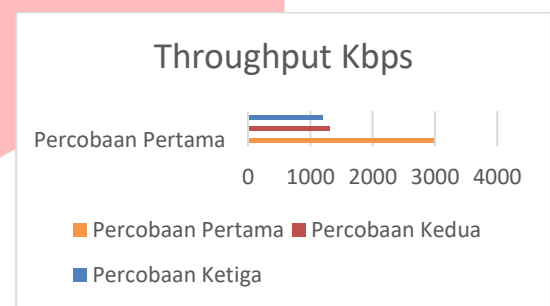 Throughput Kbps
Percobaan Pertama
0 1000 2000 3000 4000
Percobaan Pertama Percobaan Kedua
Percobaan Ketiga